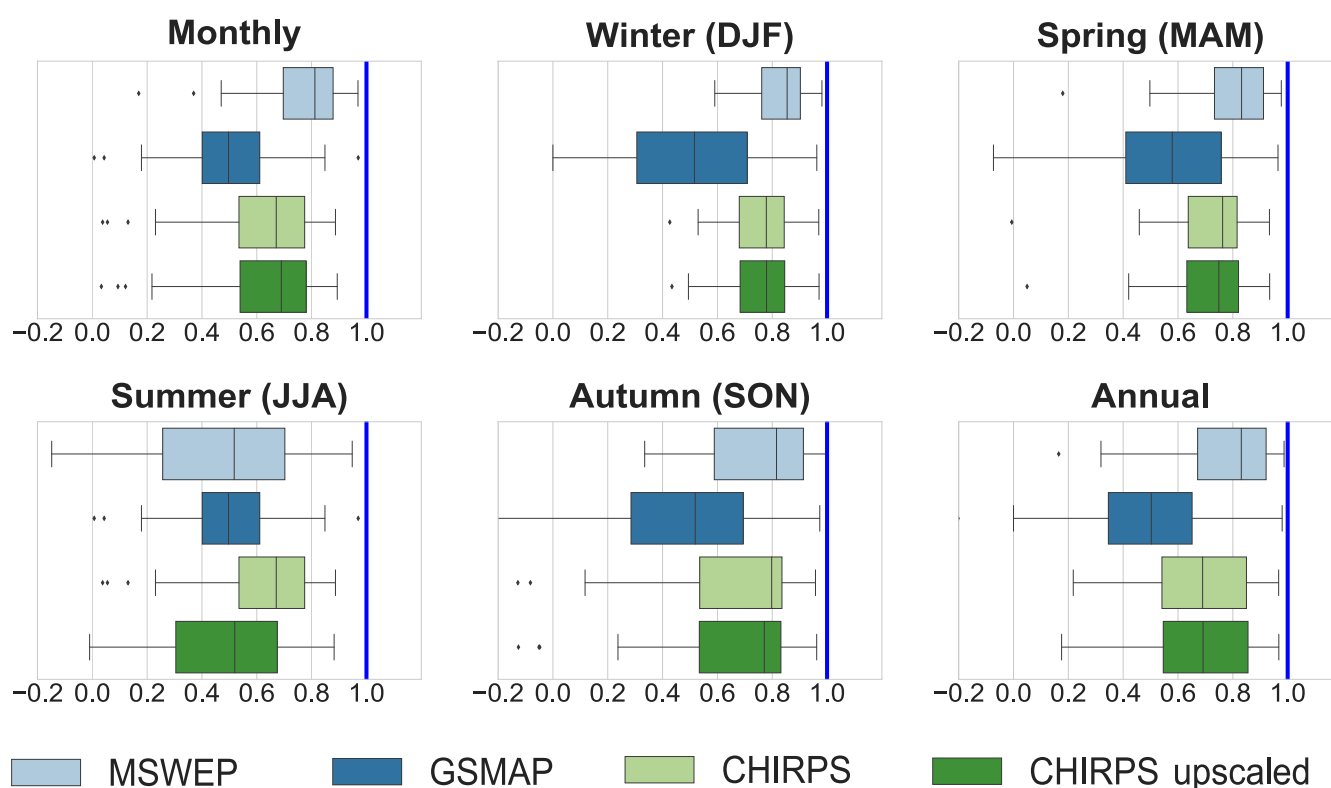 Monthly Winter (DJF) Spring (MAM)
−0.2 0.0 0.2 0.4 0.6 0.8 1.0 −0.2 0.0 0.2 0.4 0.6 0.8 1.0 −0.2 0.0 0.2 0.4 0.6 0.8 1.0
Summer (JJA) Autumn (SON) Annual
−0.2 0.0 0.2 0.4 0.6 0.8 1.0 −0.2 0.0 0.2 0.4 0.6 0.8 1.0 −0.2 0.0 0.2 0.4 0.6 0.8 1.0
MSWEP GSMAP CHIRPS CHIRPS upscaled